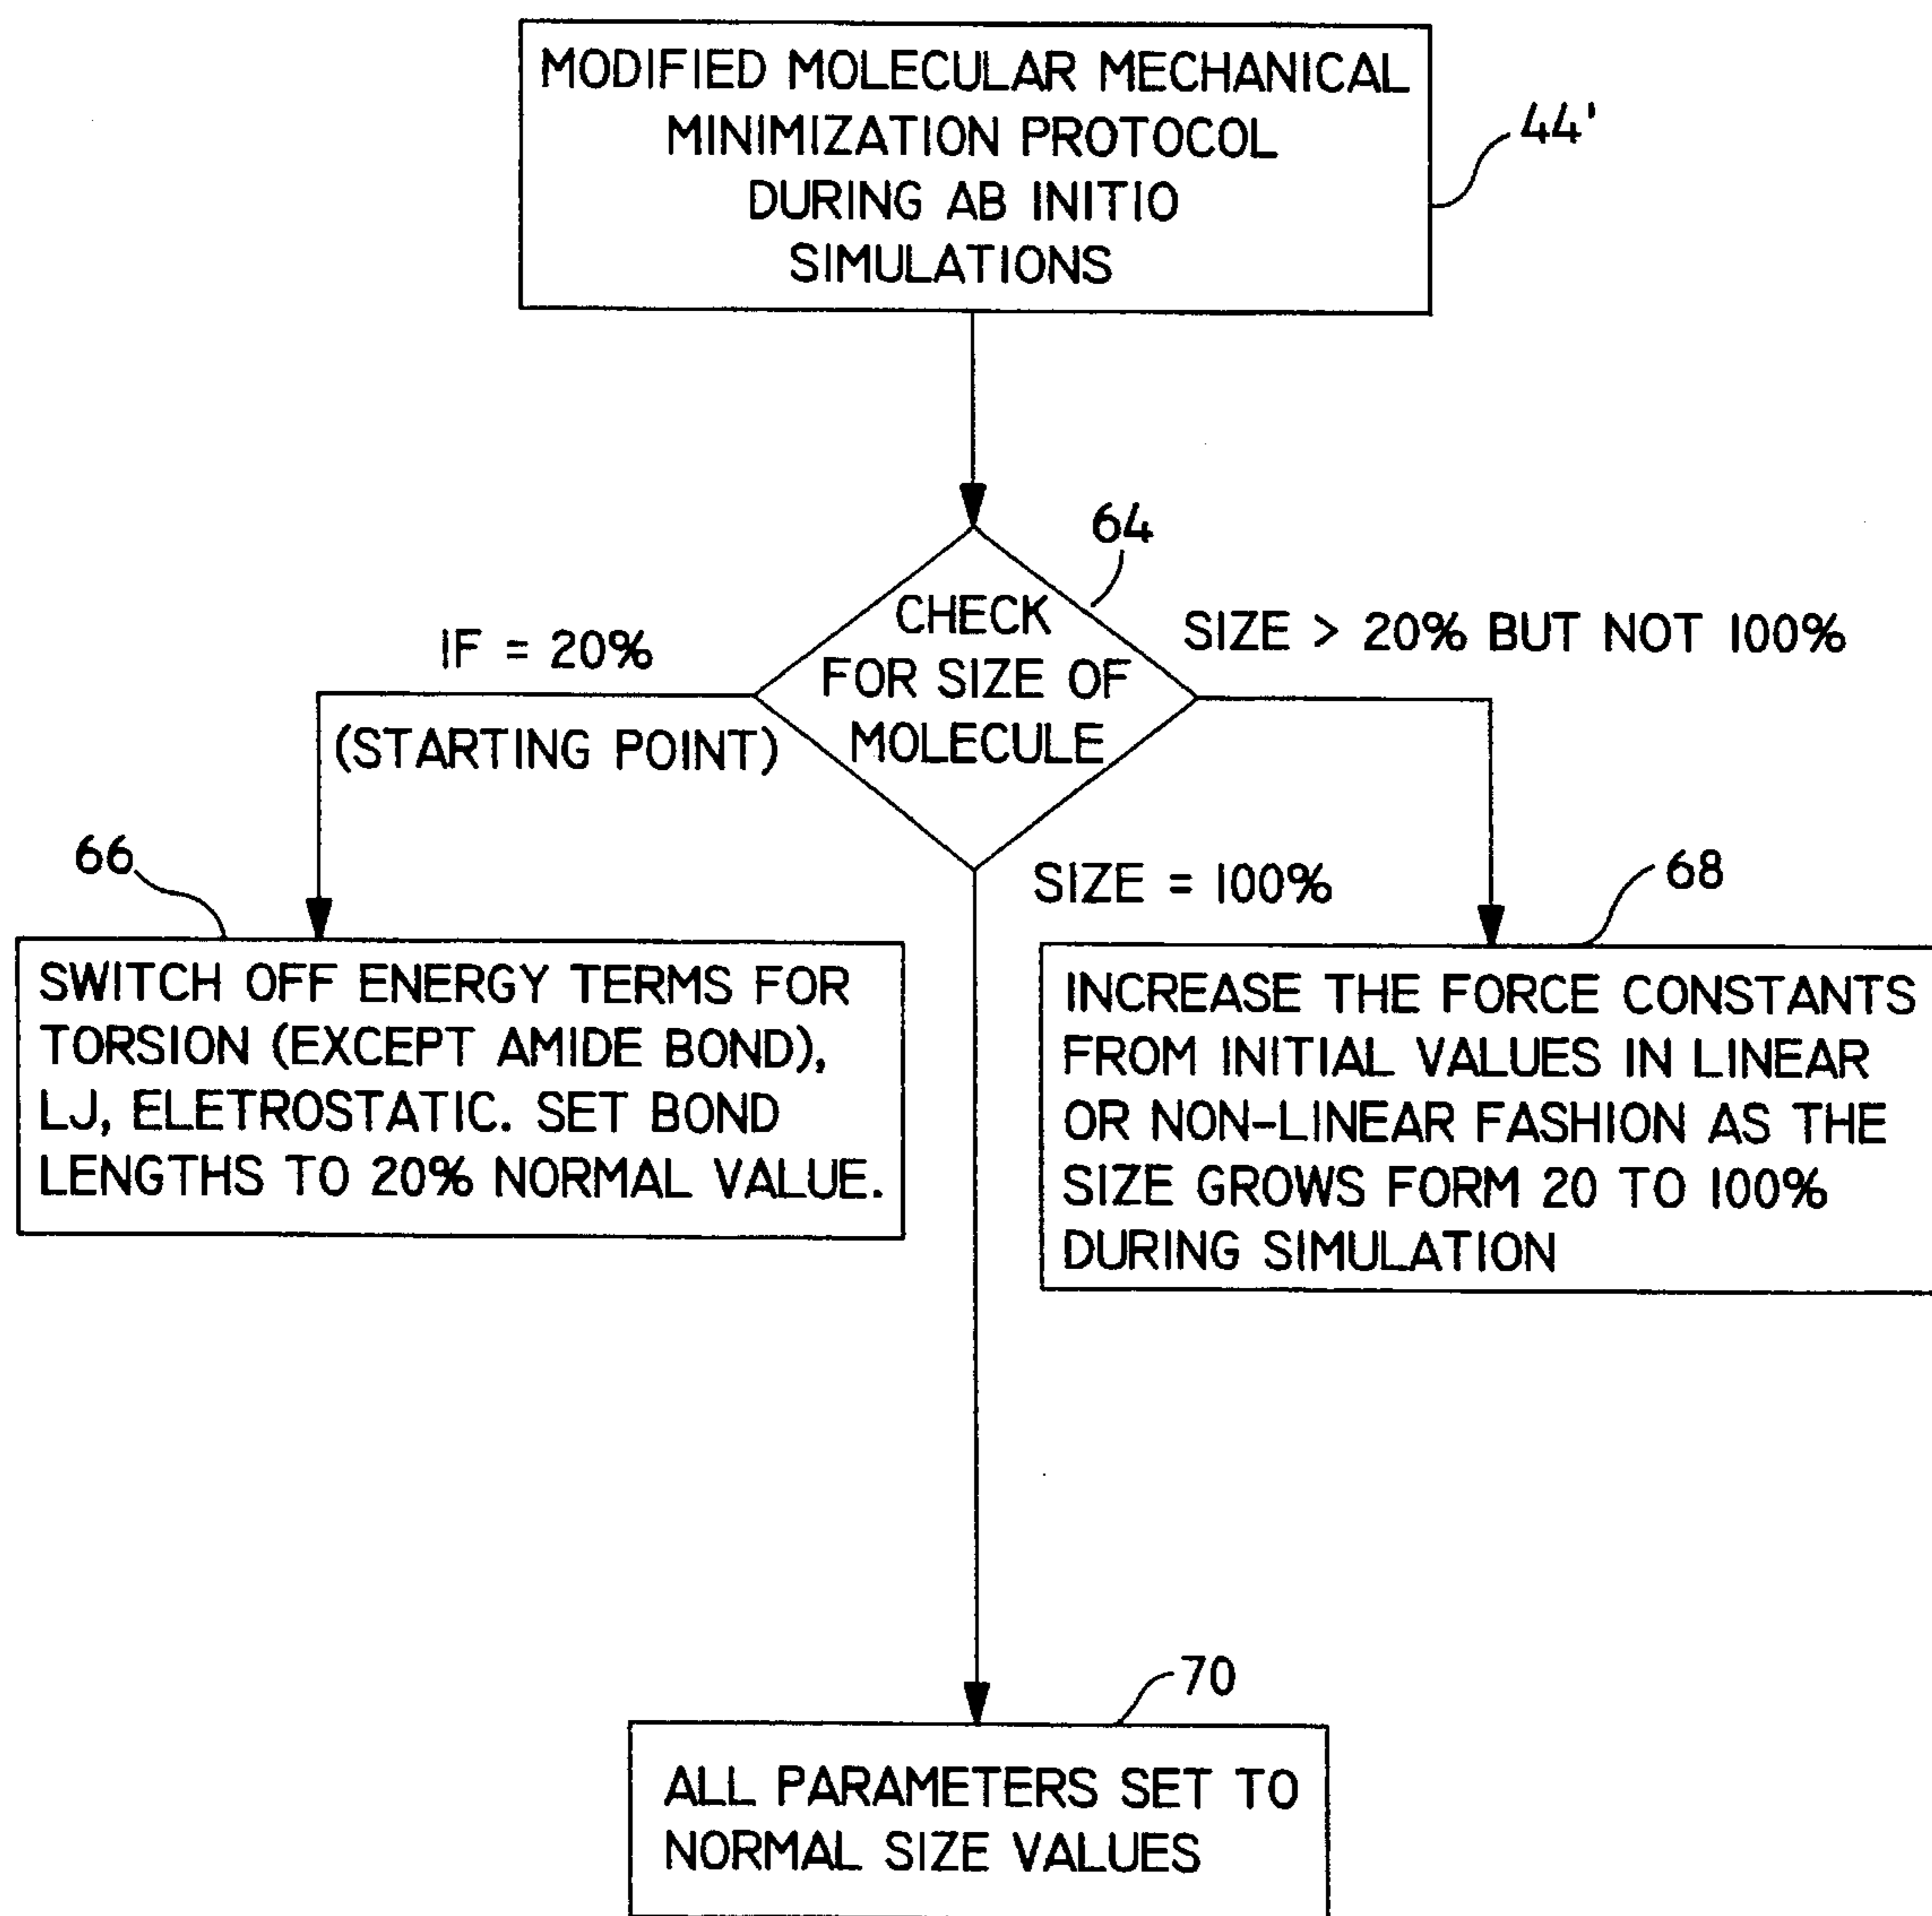 MODIFIED MOLECULAR MECHANICAL
MINIMIZATION PROTOCOL
DURING AB INITIO
SIMULATIONS
44'
64
CHECK
FOR SIZE OF
MOLECULE
IF = 20%
(STARTING POINT)
SIZE > 20% BUT NOT 100%
SIZE = 100%
66
SWITCH OFF ENERGY TERMS FOR
TORSION (EXCEPT AMIDE BOND),
LJ, ELETROSTATIC. SET BOND
LENGTHS TO 20% NORMAL VALUE.
68
INCREASE THE FORCE CONSTANTS
FROM INITIAL VALUES IN LINEAR
OR NON-LINEAR FASHION AS THE
SIZE GROWS FORM 20 TO 100%
DURING SIMULATION
70
ALL PARAMETERS SET TO
NORMAL SIZE VALUES